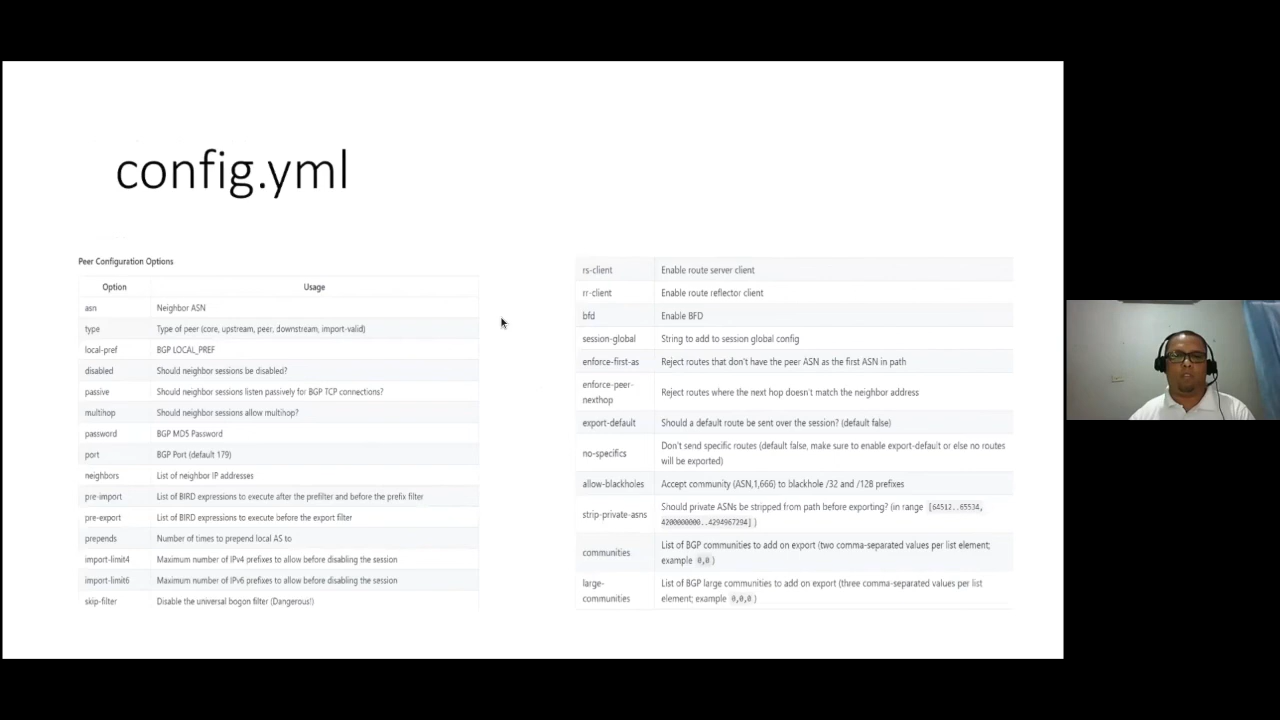 config.yml
Peer Configuration Options
Option Usage
asn Neighbor ASN
type Type of peer (core, upstream, peer, downstream, import-valid)
local-pref BGP LOCAL_PREF
disabled Should neighbor sessions be disabled?
passive Should neighbor sessions listen passively for BGP TCP connections?
multihop Should neighbor sessions allow multihop?
password BGP MD5 Password
port BGP Port (default 179)
neighbors List of neighbor IP addresses
pre-import List of BIRD expressions to execute after the prefilter and before the prefix filter
pre-export List of BIRD expressions to execute before the export filter
prepends Number of times to prepend local AS to
import-limit4 Maximum number of IPv4 prefixes to allow before disabling the session
import-limit6 Maximum number of IPv6 prefixes to allow before disabling the session
skip-filter Disable the universal bogon filter (Dangerous!)
rs-client Enable route server client
rr-client Enable route reflector client
bfd Enable BFD
session-global String to add to session global config
enforce-first-as Reject routes that don't have the peer ASN as the first ASN in path
enforce-peer-
nexthop Reject routes where the next hop doesn't match the neighbor address
export-default Should a default route be sent over the session? (default false)
no-specifics Don't send specific routes (default false, make sure to enable export-default or else no routes
will be exported)
allow-blackholes Accept community (ASN,1,666) to blackhole /32 and /128 prefixes
strip-private-asns Should private ASNs be stripped from path before exporting? (in range [64512..65534,
4200000000..4294967294])
communities List of BGP communities to add on export (two comma-separated values per list element;
example 0,0)
large-
communities List of BGP large communities to add on export (three comma-separated values per list
element; example 0,0,0)